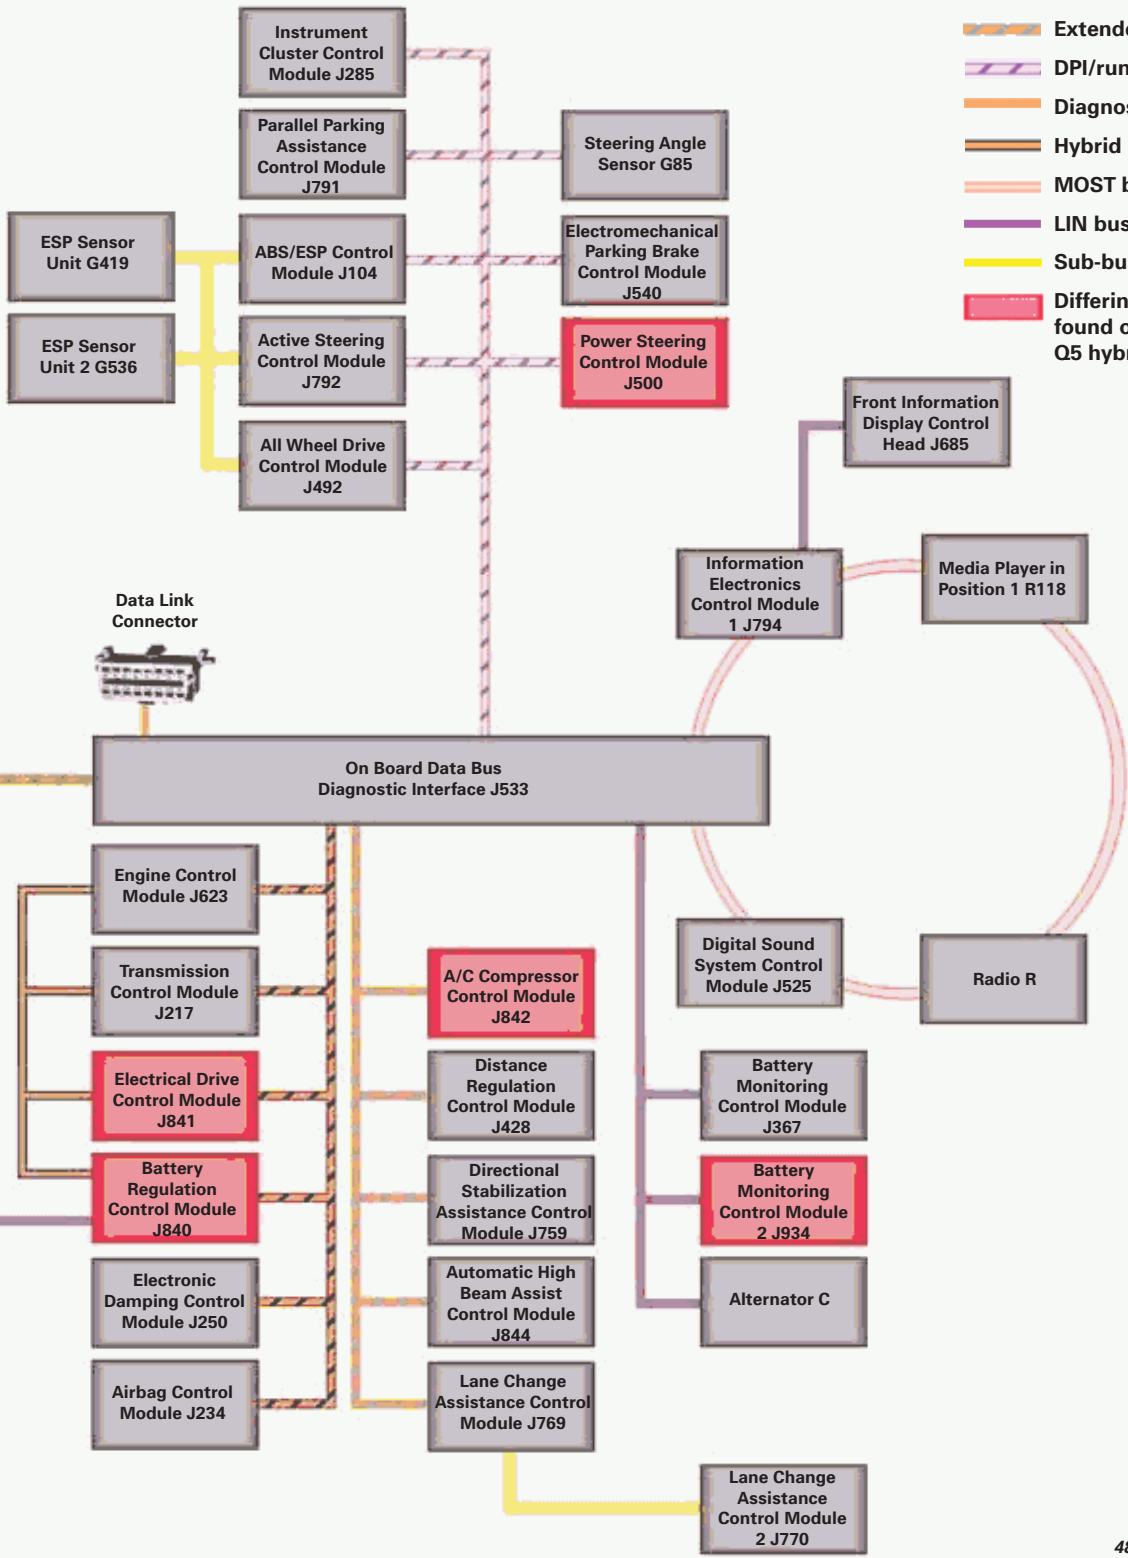 Instrument
Cluster Control
Module J285
Parallel Parking
Assistance
Control Module
J791
Steering Angle
Sensor G85
ESP Sensor
Unit G419
ABS/ESP Control
Module J104
Electromechanical
Parking Brake
Control Module
J540
ESP Sensor
Unit 2 G536
Active Steering
Control Module
J792
Power Steering
Control Module
J500
All Wheel Drive
Control Module
J492
Extende
DPI/run
Diagnos
Hybrid
MOST b
LIN bus
Sub-bu
Differin
found o
Q5 hybr
Front Information
Display Control
Head J685
Information
Electronics
Control Module
1 J794
Media Player in
Position 1 R118
Data Link
Connector
On Board Data Bus
Diagnostic Interface J533
Engine Control
Module J623
Transmission
Control Module
J217
Electrical Drive
Control Module
J841
Battery
Regulation
Control Module
J840
Electronic
Damping Control
Module J250
Airbag Control
Module J234
A/C Compressor
Control Module
J842
Distance
Regulation
Control Module
J428
Directional
Stabilization
Assistance Control
Module J759
Automatic High
Beam Assist
Control Module
J844
Lane Change
Assistance Control
Module J769
Digital Sound
System Control
Module J525
Radio R
Battery
Monitoring
Control Module
J367
Battery
Monitoring
Control Module
2 J934
Alternator C
Lane Change
Assistance
Control Module
2 J770
48